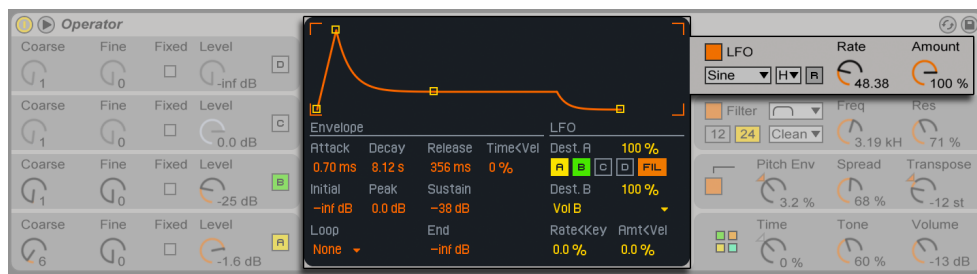 Operator
Coarse Fine Fixed Level
1 0 -inf dB D
Coarse Fine Fixed Level
1 0 0.0 dB C
Coarse Fine Fixed Level
1 0 -25 dB B
Coarse Fine Fixed Level
6 0 -1.6 dB A
Envelope
Attack Decay Release Time<Vel
0.70 ms 8.12 s 356 ms 0 %
Initial Peak Sustain
-inf dB 0.0 dB -38 dB
Loop End
None -inf dB
LFO
Dest. A 100 %
A B C D FIL
Dest. B 100 %
Vol B
Rate<Key Amt<Vel
0.0 % 0.0 %
LFO Rate Amount
Sine H R 48.38 100 %
Filter Freq Res
12 24 Clean 3.19 kH 71 %
Pitch Env Spread Transpose
3.2 % 68 % -12 st
Time Tone Volume
0 % 60 % -13 dB